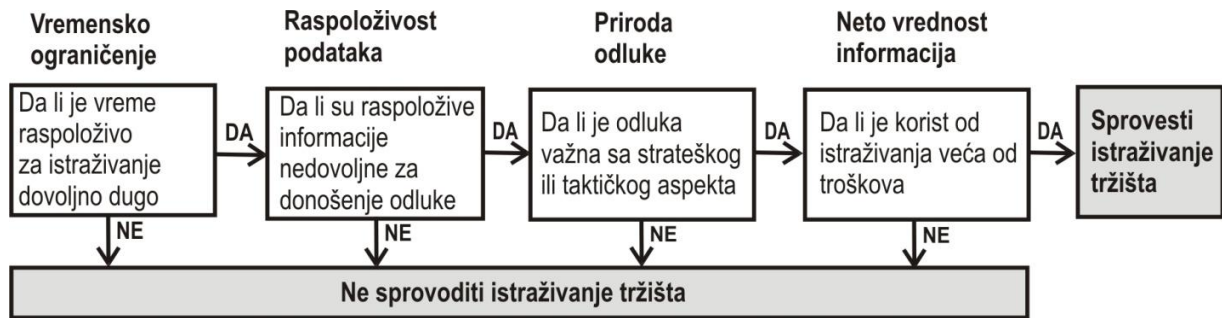 Vremensko
ograničenje
Raspoloživost
podataka
Priroda
odluke
Neto vrednost
informacija
Da li je vreme
raspoloživo
za istraživanje
dovoljno dugo
DA
Da li su raspoložive
informacije
nedovoljne za
donošenje odluke
DA
Da li je odluka
važna sa strateškog
ili taktičkog aspekta
DA
Da li je korist od
istraživanja veća od
troškova
DA
Sprovesti
istraživanje
tržišta
NE
NE
NE
NE
Ne sprovoditi istraživanje tržišta